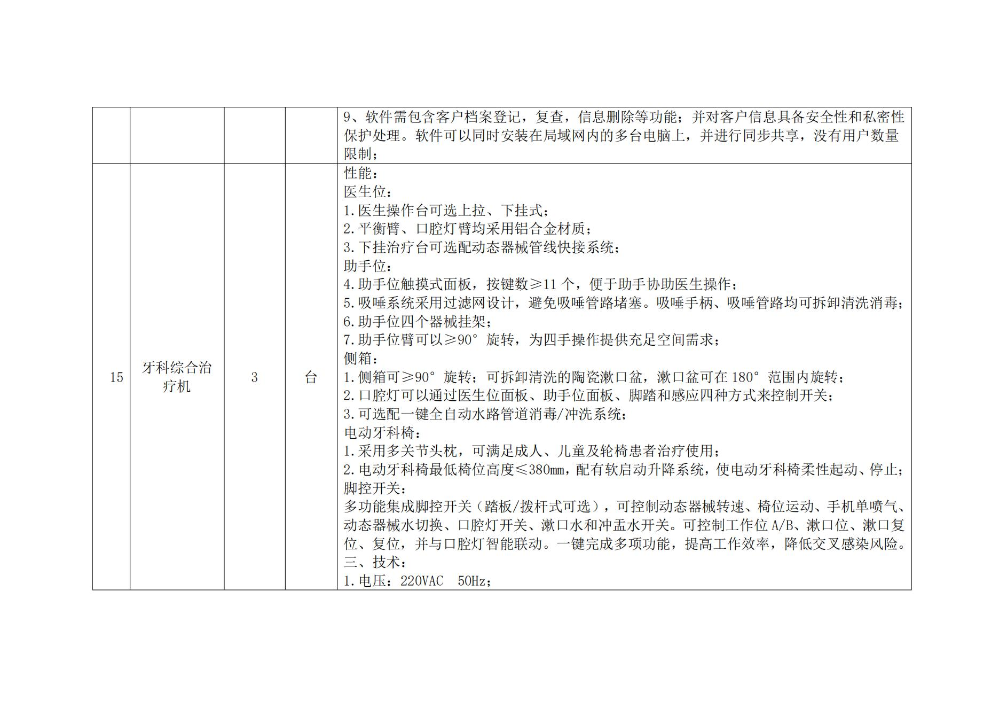 9、软件需包含客户档案登记，复查，信息删除等功能；并对客户信息具备安全性和私密性
保护处理。软件可以同时安装在局域网内的多台电脑上，并进行同步共享，没有用户数量
限制；
15
牙科综合治
疗机
3
台
性能：
医生位：
1.医生操作台可选上拉、下挂式；
2.平衡臂、口腔灯臂均采用铝合金材质；
3.下挂治疗台可选配动态器械管线快接系统；
助手位：
4.助手位触摸式面板，按键数≥11个，便于助手协助医生操作；
5.吸唾系统采用过滤网设计，避免吸唾管路堵塞。吸唾手柄、吸唾管路均可拆卸清洗消毒；
6.助手位四个器械挂架；
7.助手位臂可以≥90°旋转，为四手操作提供充足空间需求；
侧箱：
1.侧箱可≥90°旋转；可拆卸清洗的陶瓷漱口盆，漱口盆可在180°范围内旋转；
2.口腔灯可以通过医生位面板、助手位面板、脚踏和感应四种方式来控制开关；
3.可选配一键全自动水路管道消毒/冲洗系统；
电动牙科椅：
1.采用多关节头枕，可满足成人、儿童及轮椅患者治疗使用；
2.电动牙科椅最低椅位高度≤380mm，配有软启动升降系统，使电动牙科椅柔性起动、停止；
脚控开关：
多功能集成脚控开关（踏板/拨杆式可选），可控制动态器械转速、椅位运动、手机单喷气、
动态器械水切换、口腔灯开关、漱口水和冲盂水开关。可控制工作位A/B、漱口位、漱口复
位、复位，并与口腔灯智能联动。一键完成多项功能，提高工作效率，降低交叉感染风险。
三、技术：
1.电压：220VAC  50Hz；